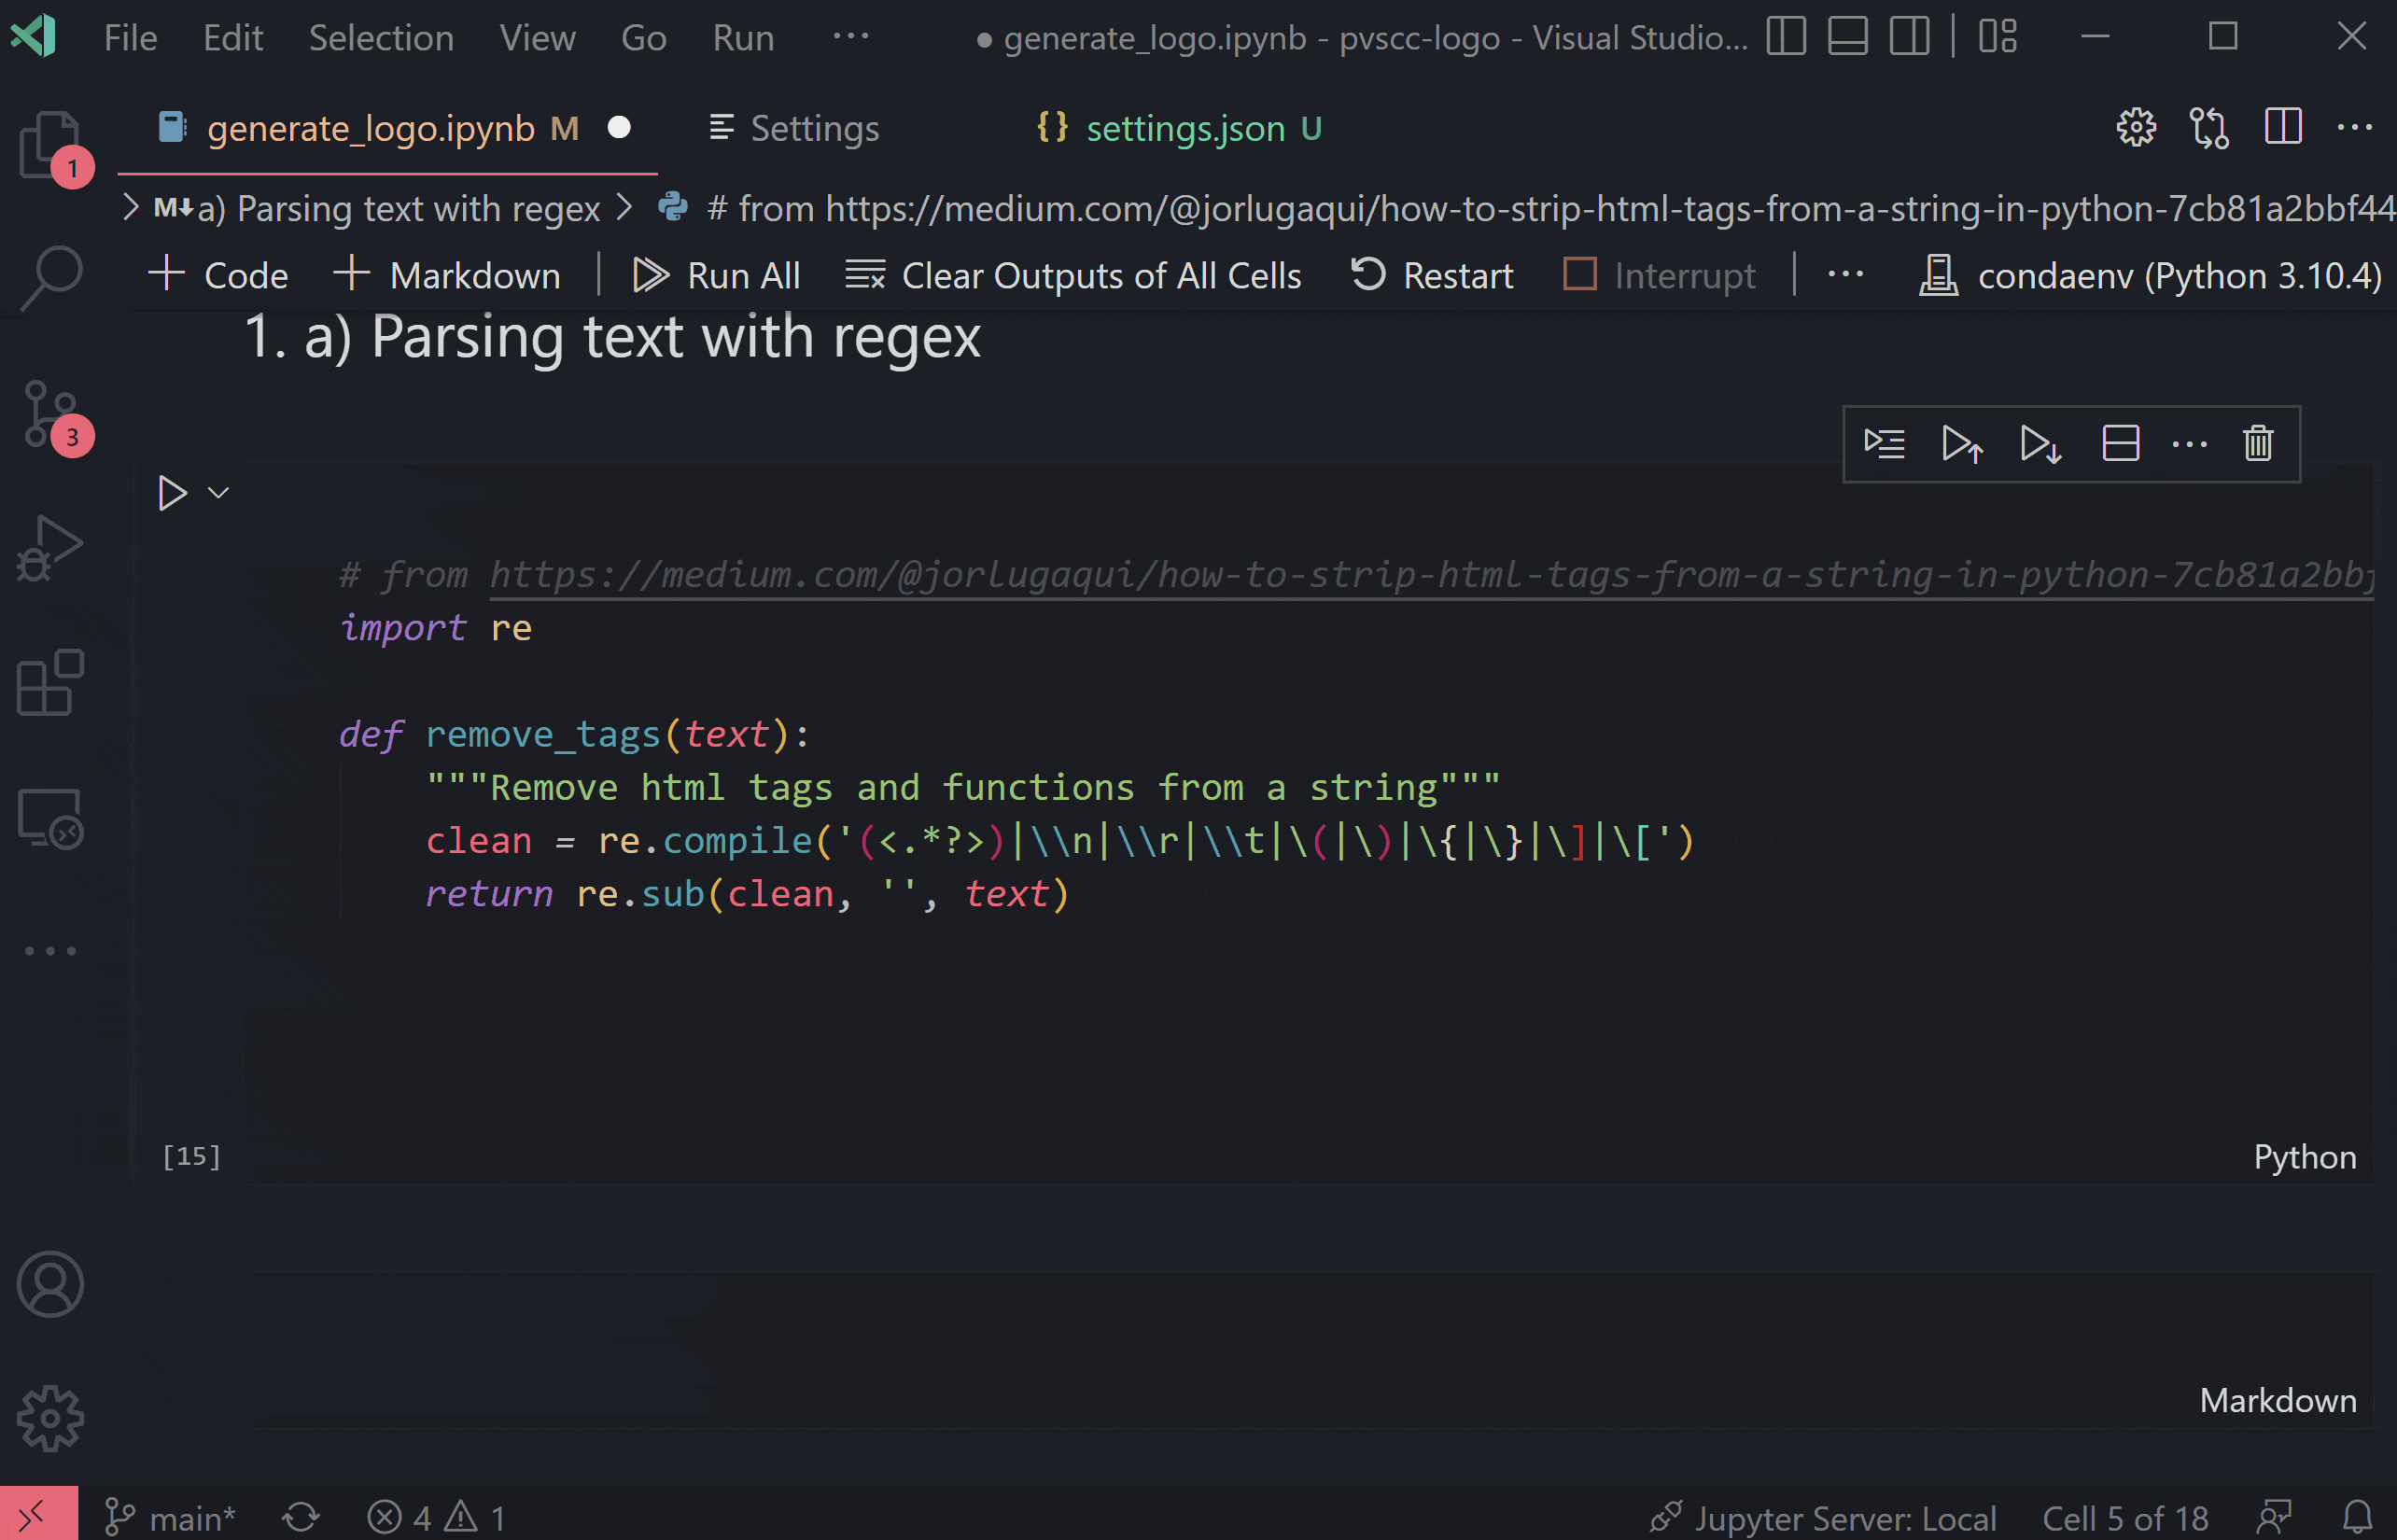 File Edit Selection View Go Run ··· ● generate_logo.ipynb - pvscc-logo - Visual Studio...
generate_logo.ipynb M ● Settings {} settings.json U ···
1
> M↓ a) Parsing text with regex > # from https://medium.com/@jorlugaqui/how-to-strip-html-tags-from-a-string-in-python-7cb81a2bbf44
+ Code + Markdown | Run All Clear Outputs of All Cells Restart Interrupt | ··· condaenv (Python 3.10.4)
1. a) Parsing text with regex
3
# from https://medium.com/@jorlugaqui/how-to-strip-html-tags-from-a-string-in-python-7cb81a2bbf
import re
def remove_tags(text):
"""Remove html tags and functions from a string"""
clean = re.compile('(<.*?>)|\\n|\\r|\\t|\(|\)|\{|\}|\]|\[')
return re.sub(clean, '', text)
[15] Python
Markdown
main* 4 1 Jupyter Server: Local Cell 5 of 18